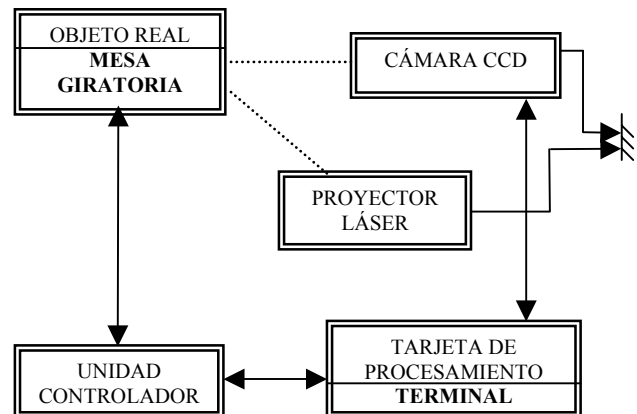 OBJETO REAL
MESA
GIRATORIA
CÁMARA CCD
PROYECTOR
LÁSER
UNIDAD
CONTROLADOR
TARJETA DE
PROCESAMIENTO
TERMINAL